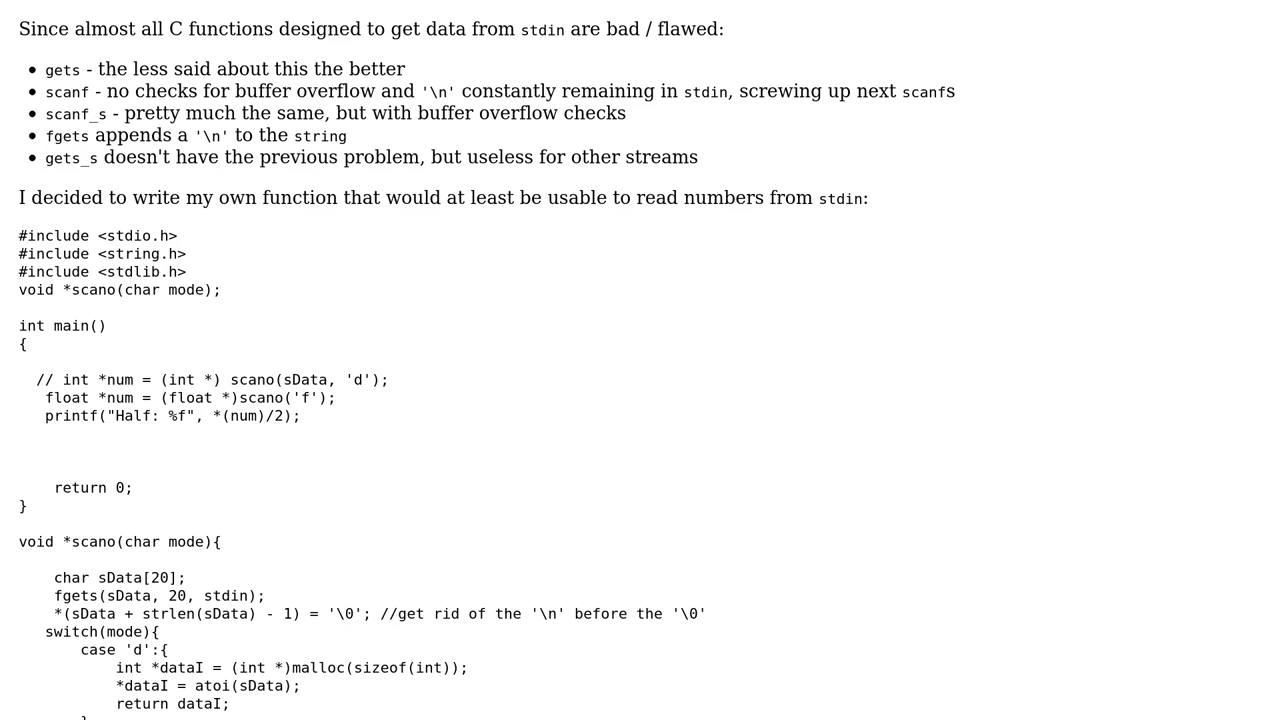 Since almost all C functions designed to get data from stdin are bad / flawed:
• gets - the less said about this the better
• scanf - no checks for buffer overflow and '\n' constantly remaining in stdin, screwing up next scanfs
• scanf_s - pretty much the same, but with buffer overflow checks
• fgets appends a '\n' to the string
• gets_s doesn't have the previous problem, but useless for other streams
I decided to write my own function that would at least be usable to read numbers from stdin:
#include <stdio.h>
#include <string.h>
#include <stdlib.h>
void *scano(char mode);
int main()
{
  // int *num = (int *) scano(sData, 'd');
   float *num = (float *)scano('f');
   printf("Half: %f", *(num)/2);
    return 0;
}
void *scano(char mode){
    char sData[20];
    fgets(sData, 20, stdin);
    *(sData + strlen(sData) - 1) = '\0'; //get rid of the '\n' before the '\0'
   switch(mode){
       case 'd':{
           int *dataI = (int *)malloc(sizeof(int));
           *dataI = atoi(sData);
           return dataI;